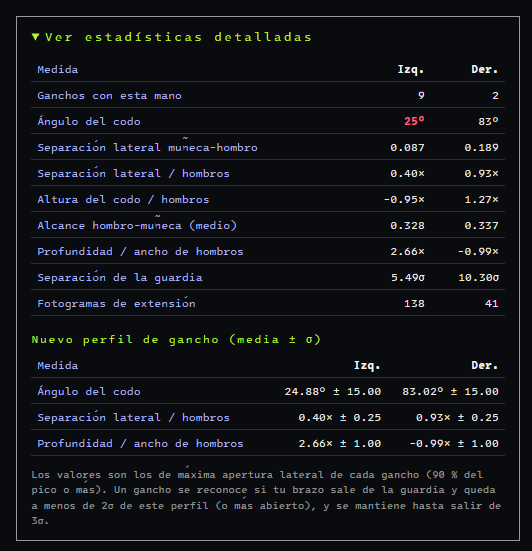 ▼ Ver estadísticas detalladas
Medida Izq. Der.
Ganchos con esta mano 9 2
Ángulo del codo 25º 83º
Separación lateral muñeca-hombro 0.087 0.189
Separación lateral / hombros 0.40× 0.93×
Altura del codo / hombros -0.95× 1.27×
Alcance hombro-muñeca (medio) 0.328 0.337
Profundidad / ancho de hombros 2.66× -0.99×
Separación de la guardia 5.49σ 10.30σ
Fotogramas de extensión 138 41
Nuevo perfil de gancho (media ± σ)
Medida Izq. Der.
Ángulo del codo 24.88º ± 15.00 83.02º ± 15.00
Separación lateral / hombros 0.40× ± 0.25 0.93× ± 0.25
Profundidad / ancho de hombros 2.66× ± 1.00 -0.99× ± 1.00
Los valores son los de máxima apertura lateral de cada gancho (90 % del
pico o más). Un gancho se reconoce si tu brazo sale de la guardia y queda
a menos de 2σ de este perfil (o más abierto), y se mantiene hasta salir de
3σ.